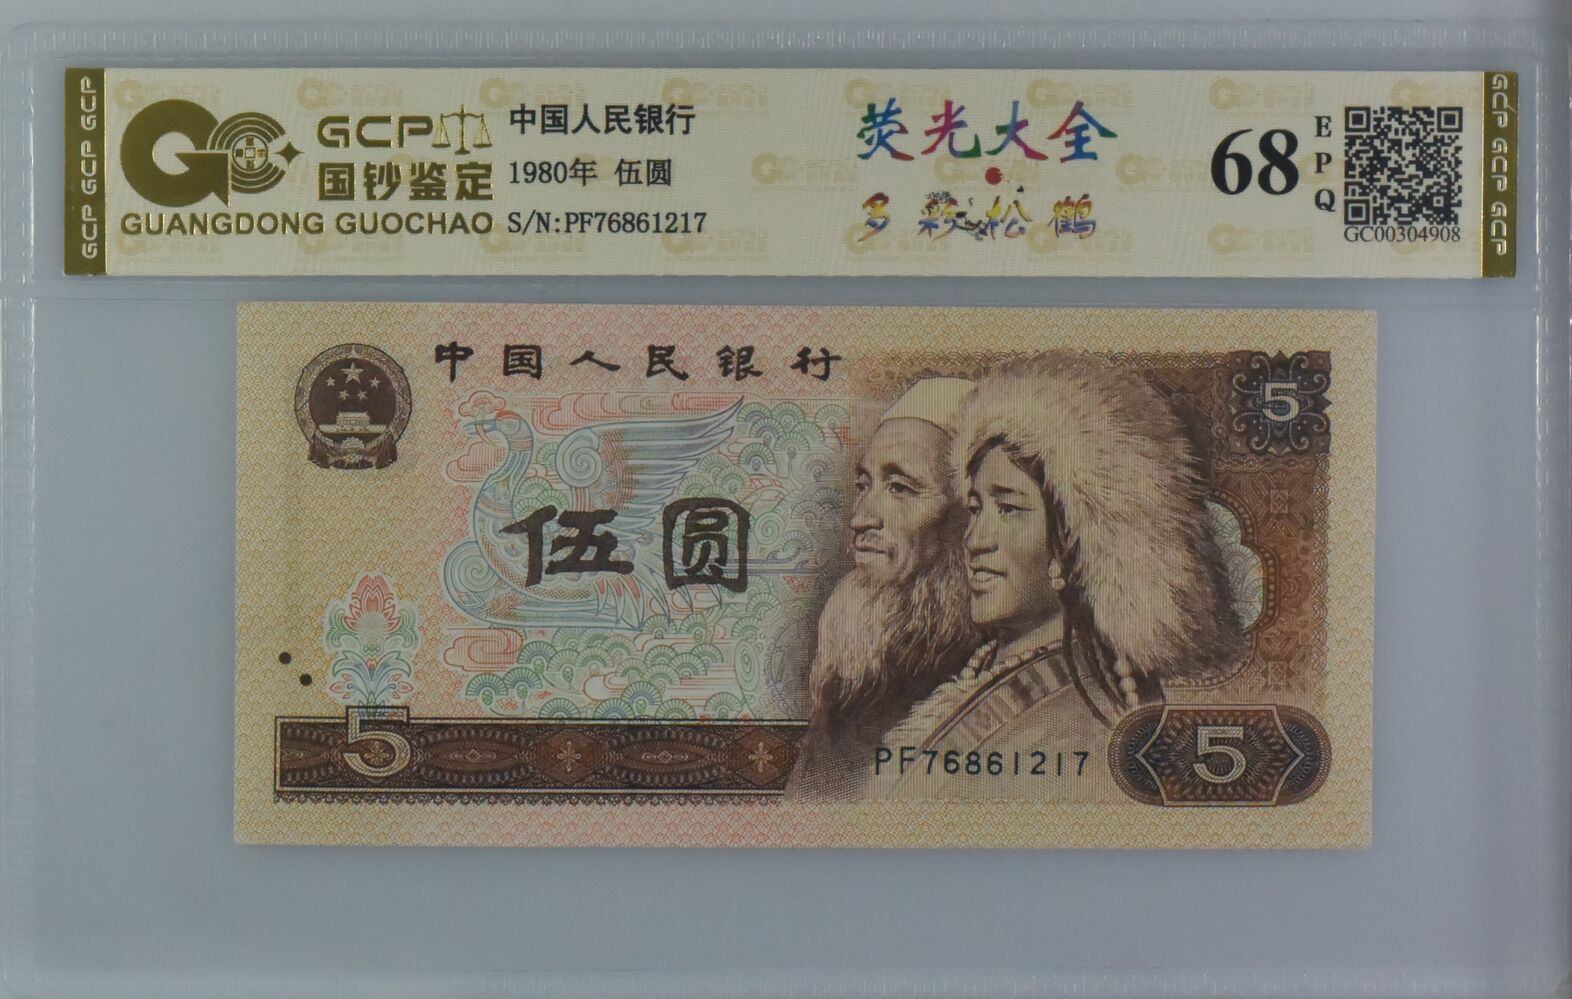 GCP GCP GCP
GCP
国钞鉴定
GUANGDONG GUOCHAO
中国人民银行
1980年 伍圆
S/N:PF76861217
荧光大全
多彩·松鹤
68
EPQ
GC00304908
GCP GCP GCP
中国人民银行
5
伍圆
5
PF76861217
5